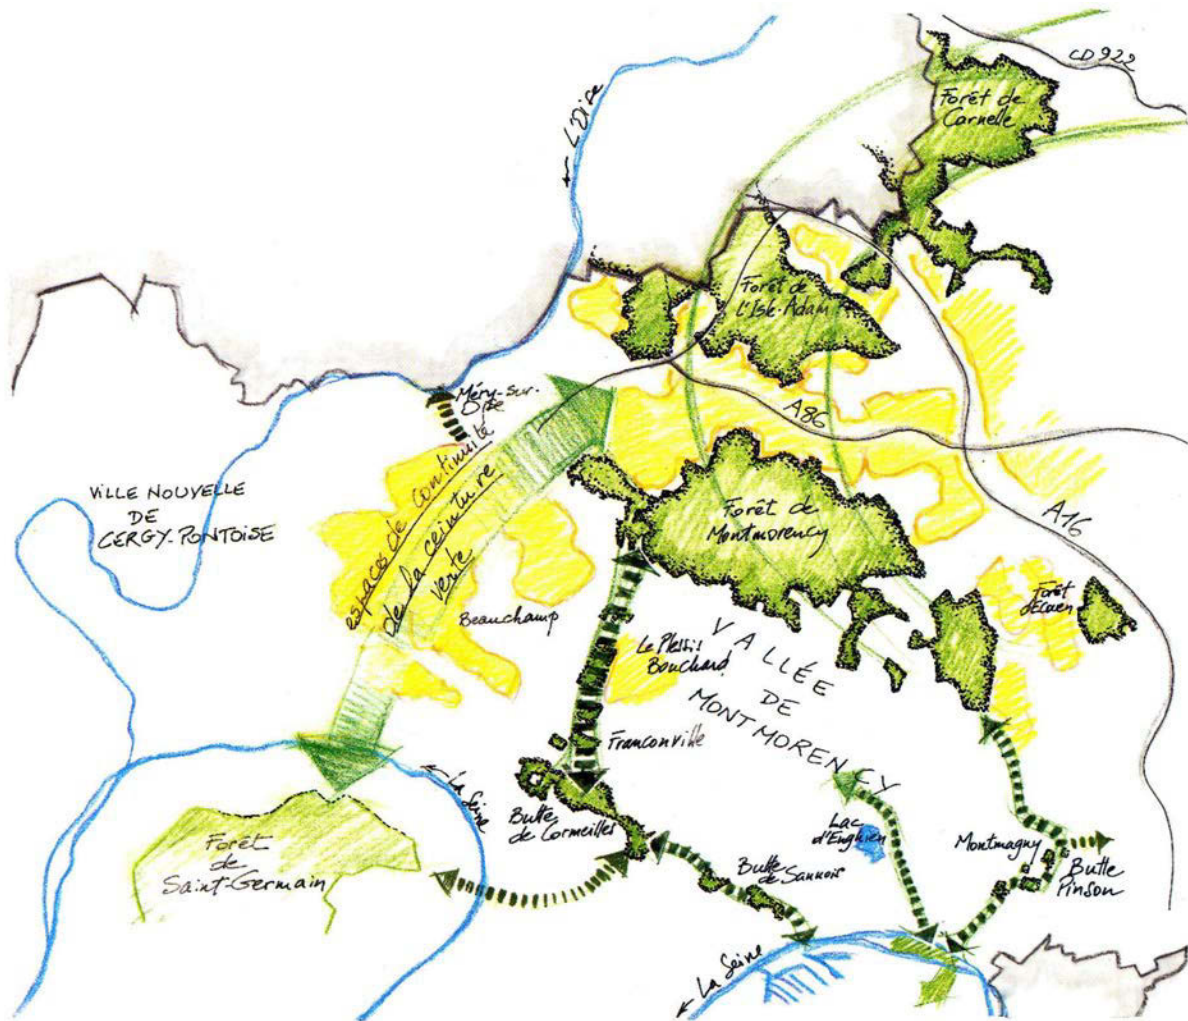 CD 922
Forêt de
Carnelle
← L'Oise
Forêt de
L'Isle-Adam
Méry-sur-
Oise
A86
espaces de continuité
de la ceinture
verte
VILLE NOUVELLE
DE
CERGY-PONTOISE
Forêt de
Montmorency
A16
Forêt
d'Ecouen
Beauchamp
Le Plessis
Bouchard
VALLÉE
DE
MONTMORENCY
Franconville
← La Seine
Butte
de Cormeilles
Lac
d'Enghien
Montmagny
Butte
Pinson
Forêt
de
Saint-Germain
Butte
de Sannois
← La Seine